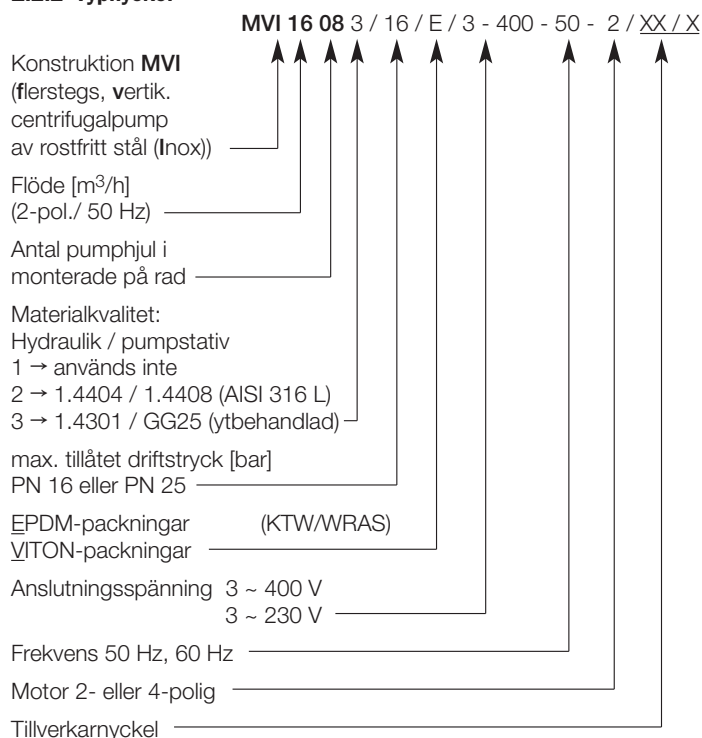 MVI 16 08 3 / 16 / E / 3 - 400 - 50 - 2 / XX / X
Konstruktion MVI
(flerstegs, vertik.
centrifugalpump
av rostfritt stål (Inox))
Flöde [m³/h]
(2-pol./ 50 Hz)
Antal pumphjul i
monterade på rad
Materialkvalitet:
Hydraulik / pumpstativ
1 → används inte
2 → 1.4404 / 1.4408 (AISI 316 L)
3 → 1.4301 / GG25 (ytbehandlad)
max. tillåtet driftstryck [bar]
PN 16 eller PN 25
EPDM-packningar (KTW/WRAS)
VITON-packningar
Anslutningsspänning 3 ~ 400 V
3 ~ 230 V
Frekvens 50 Hz, 60 Hz
Motor 2- eller 4-polig
Tillverkarnyckel